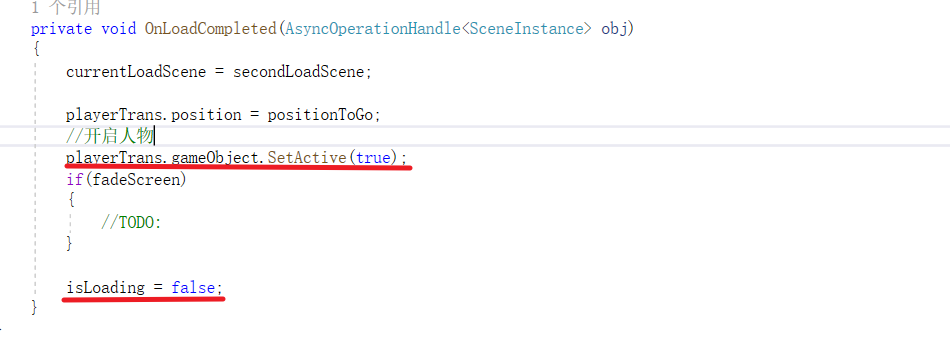 1 个引用
private void OnLoadCompleted(AsyncOperationHandle<SceneInstance> obj)
{
currentLoadScene = secondLoadScene;
playerTrans.position = positionToGo;
//开启人物
playerTrans.gameObject.SetActive(true);
if(fadeScreen)
{
//TODO:
}
isLoading = false;
}